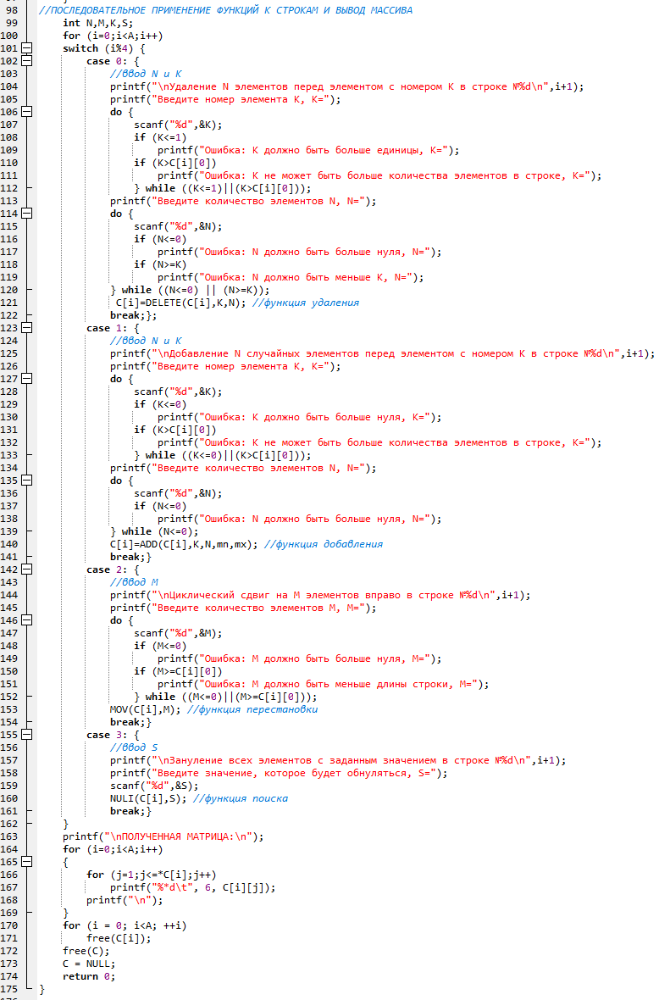 98 //ПОСЛЕДОВАТЕЛЬНОЕ ПРИМЕНЕНИЕ ФУНКЦИЙ К СТРОКАМ И ВЫВОД МАССИВА
99 int N,M,K,S;
100 for (i=0;i<A;i++)
101 switch (i%4) {
102 case 0: {
103 //ввод N и K
104 printf("\nУдаление N элементов перед элементом с номером K в строке №%d\n",i+1);
105 printf("Введите номер элемента K, K=");
106 do {
107 scanf("%d",&K);
108 if (K<=1)
109 printf("Ошибка: K должно быть больше единицы, K=");
110 if (K>C[i][0])
111 printf("Ошибка: K не может быть больше количества элементов в строке, K=");
112 } while ((K<=1)||(K>C[i][0]));
113 printf("Введите количество элементов N, N=");
114 do {
115 scanf("%d",&N);
116 if (N<=0)
117 printf("Ошибка: N должно быть больше нуля, N=");
118 if (N>=K)
119 printf("Ошибка: N должно быть меньше K, N=");
120 } while ((N<=0) || (N>=K));
121 C[i]=DELETE(C[i],K,N); //функция удаления
122 break;};
123 case 1: {
124 //ввод N и K
125 printf("\nДобавление N случайных элементов перед элементом с номером K в строке №%d\n",i+1);
126 printf("Введите номер элемента K, K=");
127 do {
128 scanf("%d",&K);
129 if (K<=0)
130 printf("Ошибка: K должно быть больше нуля, K=");
131 if (K>C[i][0])
132 printf("Ошибка: K не может быть больше количества элементов в строке, K=");
133 } while ((K<=0)||(K>C[i][0]));
134 printf("Введите количество элементов N, N=");
135 do {
136 scanf("%d",&N);
137 if (N<=0)
138 printf("Ошибка: N должно быть больше нуля, N=");
139 } while (N<=0);
140 C[i]=ADD(C[i],K,N,mn,mx); //функция добавления
141 break;}
142 case 2: {
143 //ввод M
144 printf("\nЦиклический сдвиг на M элементов вправо в строке №%d\n",i+1);
145 printf("Введите количество элементов M, M=");
146 do {
147 scanf("%d",&M);
148 if (M<=0)
149 printf("Ошибка: M должно быть больше нуля, M=");
150 if (M>=C[i][0])
151 printf("Ошибка: M должно быть меньше длины строки, M=");
152 } while ((M<=0)||(M>=C[i][0]));
153 MOV(C[i],M); //функция перестановки
154 break;}
155 case 3: {
156 //ввод S
157 printf("\nЗануление всех элементов с заданным значением в строке №%d\n",i+1);
158 printf("Введите значение, которое будет обнуляться, S=");
159 scanf("%d",&S);
160 NULI(C[i],S); //функция поиска
161 break;}
162 }
163 printf("\nПОЛУЧЕННАЯ МАТРИЦА:\n");
164 for (i=0;i<A;i++)
165 {
166 for (j=1;j<=*C[i];j++)
167 printf("%*d\t", 6, C[i][j]);
168 printf("\n");
169 }
170 for (i = 0; i<A; ++i)
171 free(C[i]);
172 free(C);
173 C = NULL;
174 return 0;
175 }